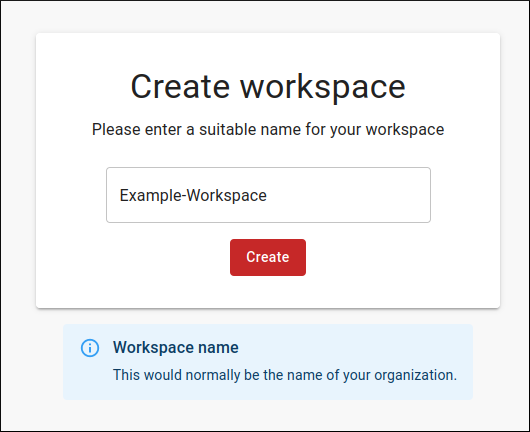 Create workspace
Please enter a suitable name for your workspace
Example-Workspace
Create
Workspace name
This would normally be the name of your organization.